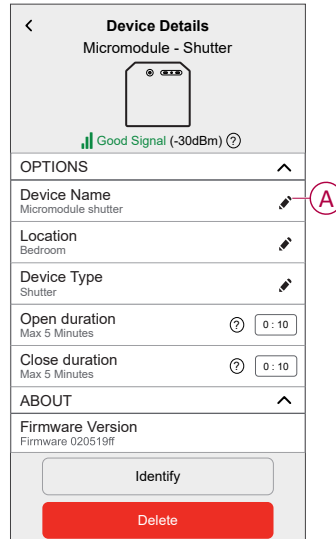 Device Details
Micromodule - Shutter
Good Signal (-30dBm) ?
OPTIONS
Device Name
Micromodule shutter
A
Location
Bedroom
Device Type
Shutter
Open duration
Max 5 Minutes
? 0 : 10
Close duration
Max 5 Minutes
? 0 : 10
ABOUT
Firmware Version
Firmware 020519ff
Identify
Delete